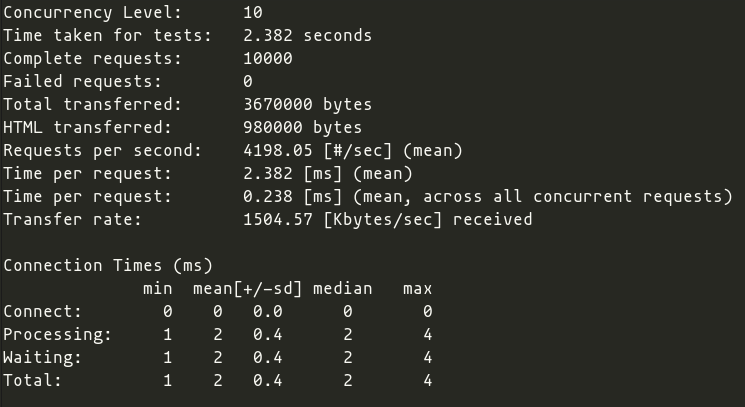 Concurrency Level:      10
Time taken for tests:   2.382 seconds
Complete requests:      10000
Failed requests:        0
Total transferred:      3670000 bytes
HTML transferred:       980000 bytes
Requests per second:    4198.05 [#/sec] (mean)
Time per request:       2.382 [ms] (mean)
Time per request:       0.238 [ms] (mean, across all concurrent requests)
Transfer rate:          1504.57 [Kbytes/sec] received
Connection Times (ms)
              min  mean[+/-sd] median   max
Connect:        0    0   0.0      0       0
Processing:     1    2   0.4      2       4
Waiting:        1    2   0.4      2       4
Total:          1    2   0.4      2       4